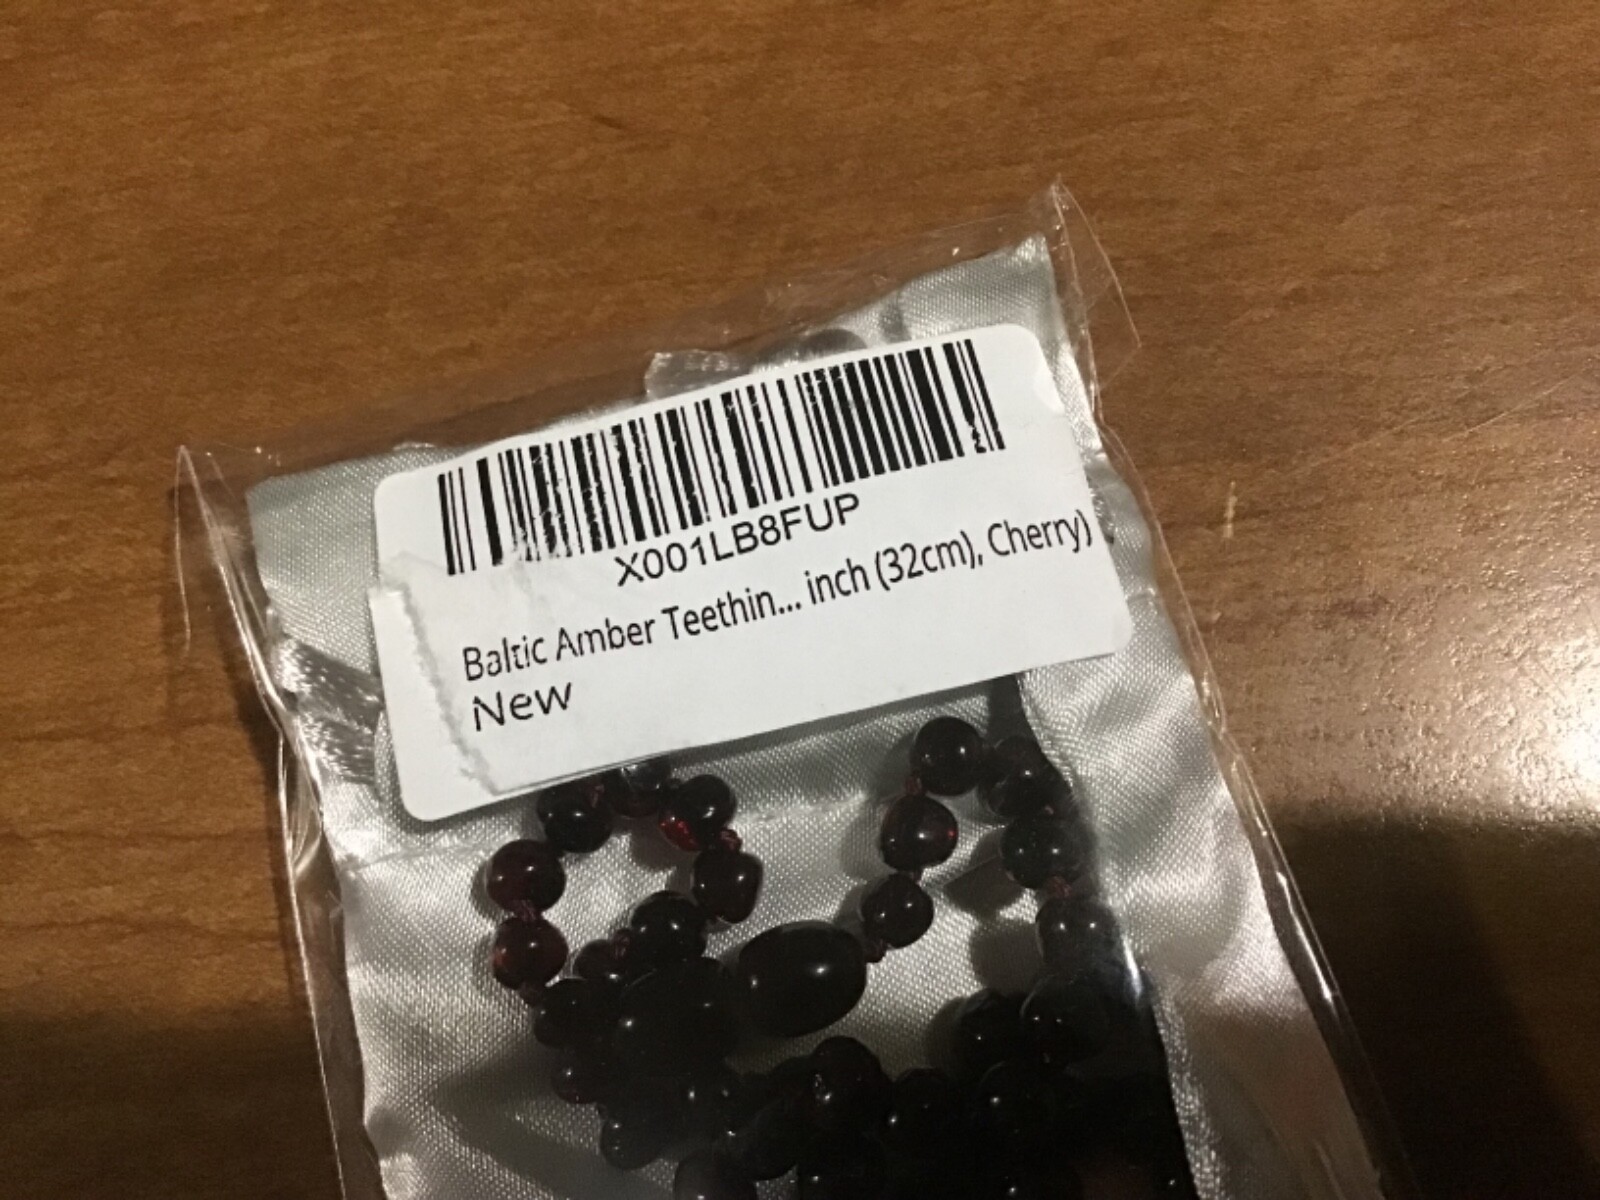 X001LB8FUP
Baltic Amber Teethin... inch (32cm), Cherry)
New